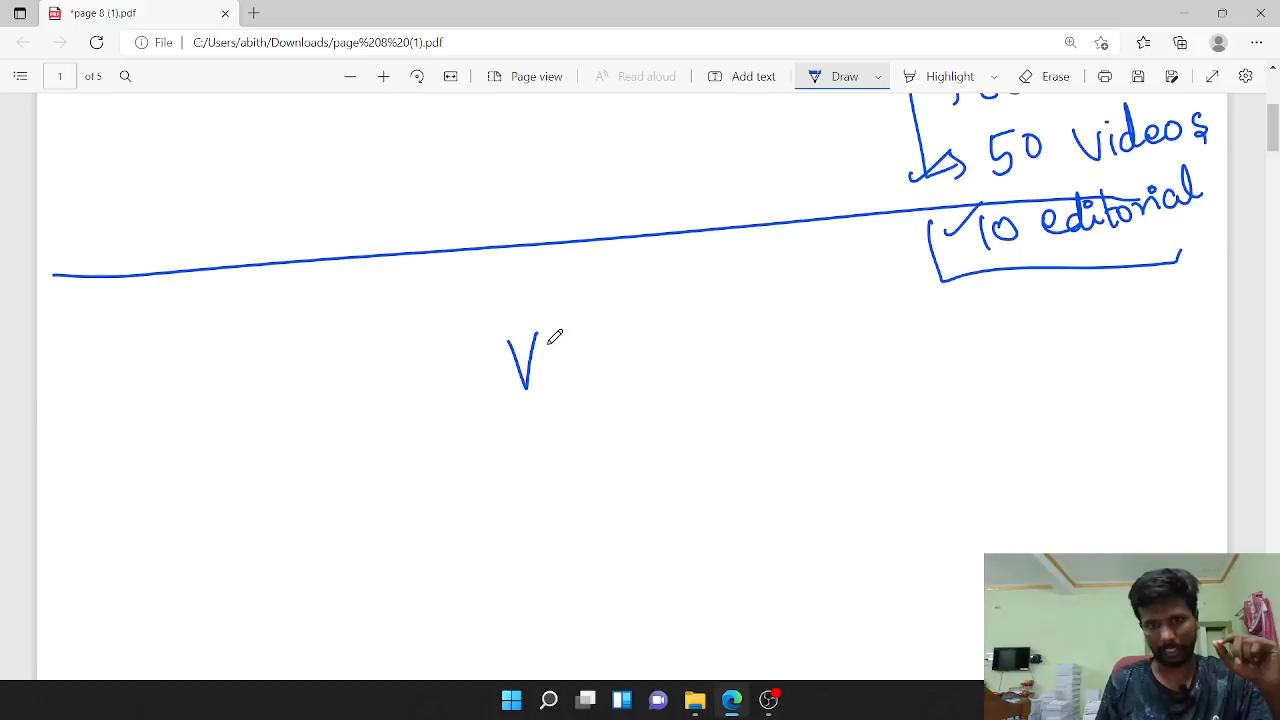 *page 8 (1).pdf
File C:/Users/abith/Downloads/page%208%20(1).pdf
1 of 5 Page view Read aloud Add text Draw Highlight Erase
50 videos
10 editorial
V